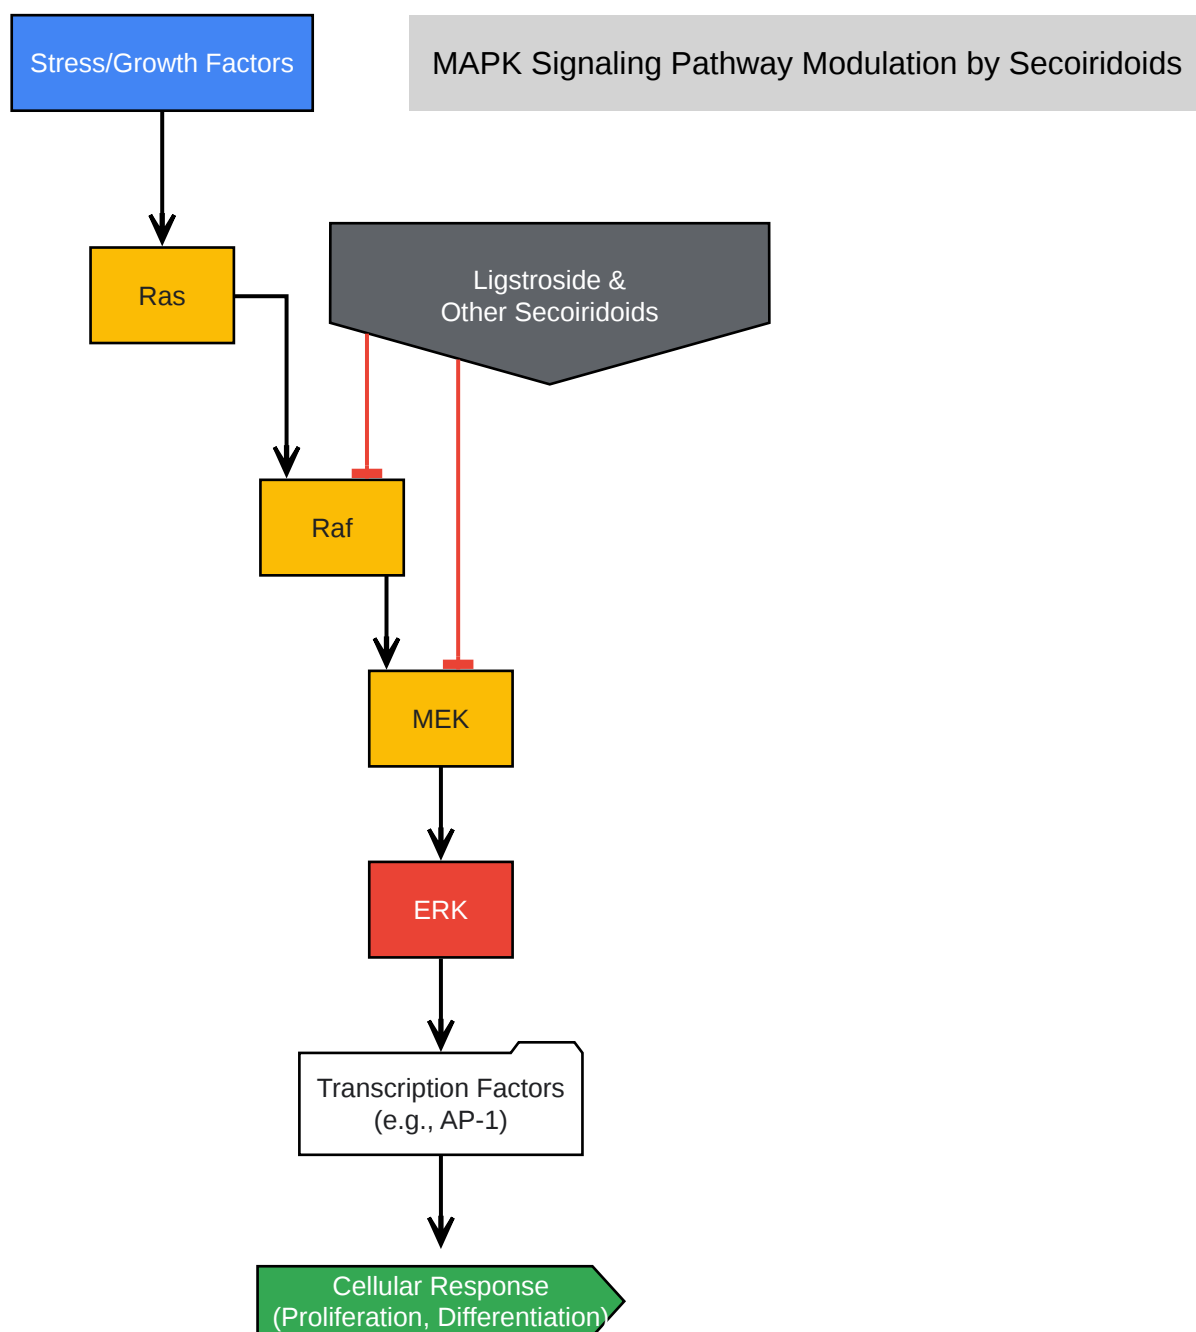 Stress/Growth Factors
MAPK Signaling Pathway Modulation by Secoiridoids
Ras
Ligstroside &
Other Secoiridoids
Raf
MEK
ERK
Transcription Factors
(e.g., AP-1)
Cellular Response
(Proliferation, Differentiation)